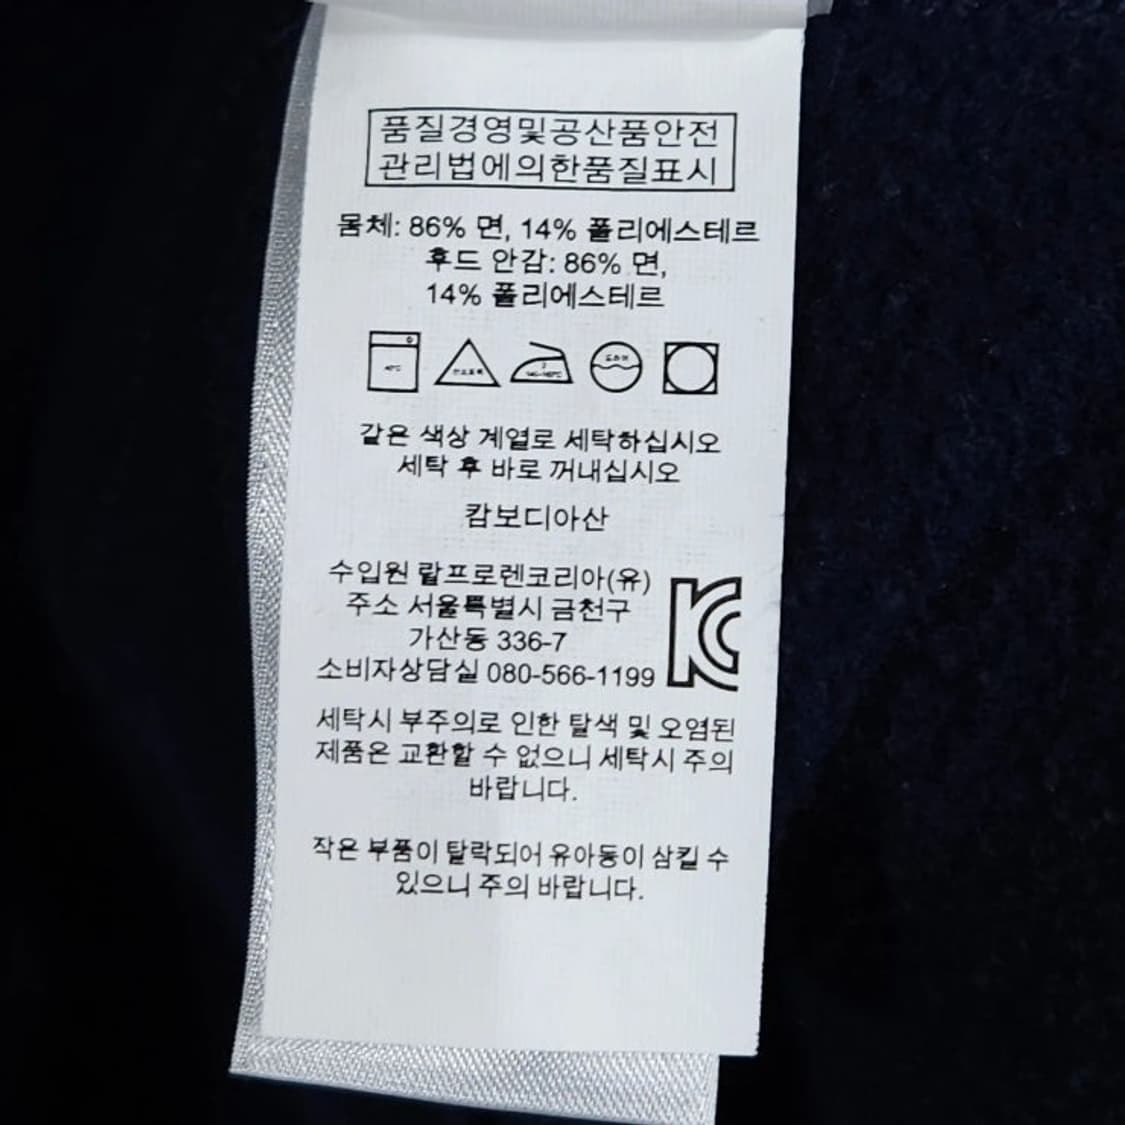 품질경영및공산품안전
관리법에의한품질표시
몸체: 86% 면, 14% 폴리에스테르
후드 안감: 86% 면,
14% 폴리에스테르
40°C
드라이
같은 색상 계열로 세탁하십시오
세탁 후 바로 꺼내십시오
캄보디아산
수입원 랄프로렌코리아(유)
주소 서울특별시 금천구
가산동 336-7
소비자상담실 080-566-1199
세탁시 부주의로 인한 탈색 및 오염된
제품은 교환할 수 없으니 세탁시 주의
바랍니다.
작은 부품이 탈락되어 유아동이 삼킬 수
있으니 주의 바랍니다.